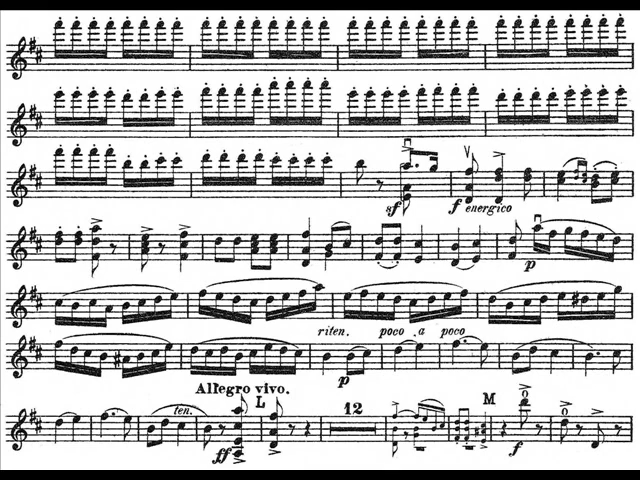 sf f energico
p
riten. poco a poco
p
Allegro vivo.
ten. L 12 M
ff f